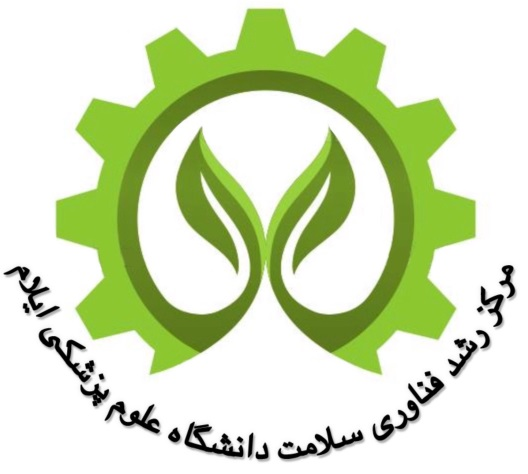 مرکز رشد فناوری سلامت دانشگاه علوم پزشکی ایلام